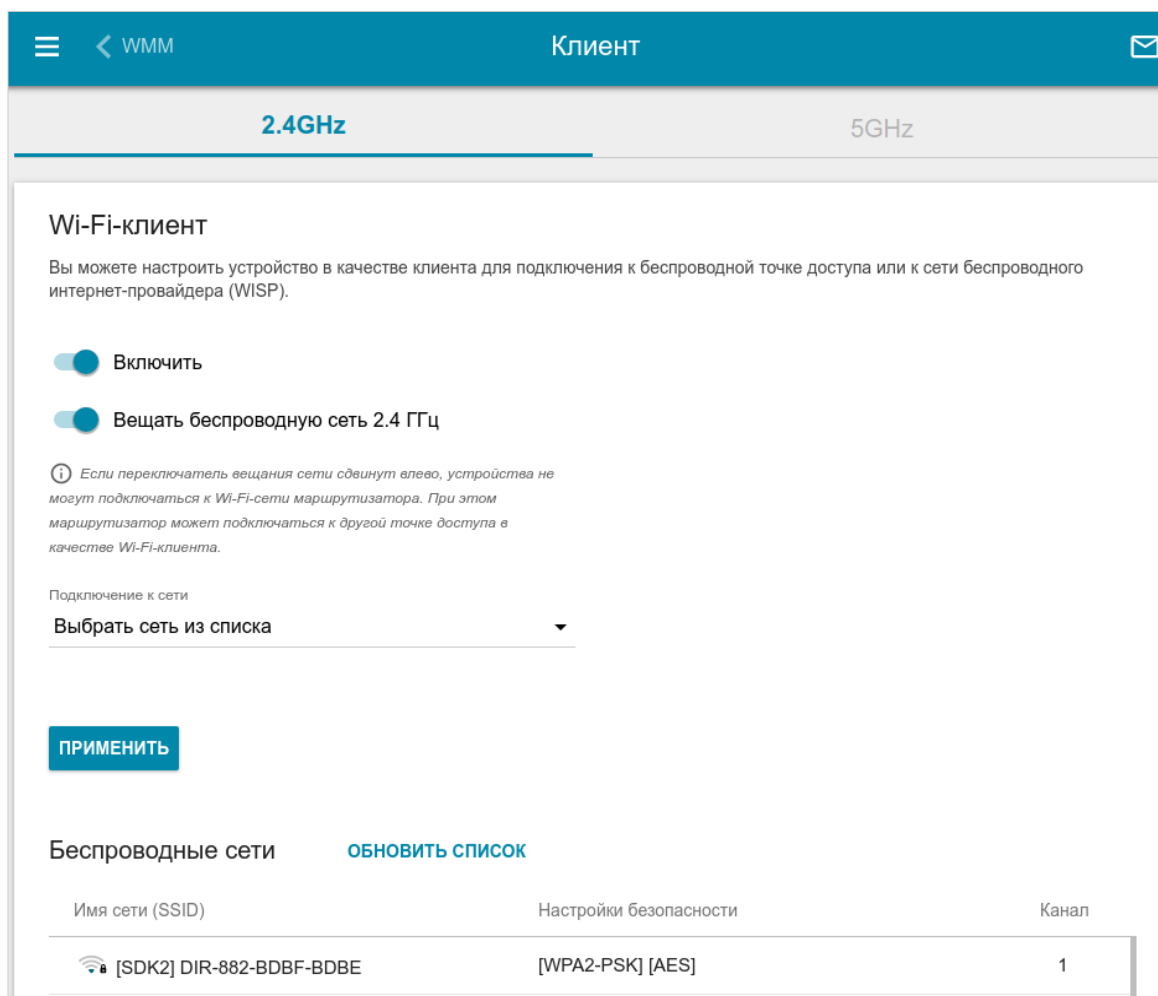 WMM Клиент
2.4GHz 5GHz
Wi-Fi-клиент
Вы можете настроить устройство в качестве клиента для подключения к беспроводной точке доступа или к сети беспроводного
интернет-провайдера (WISP).
Включить
Вещать беспроводную сеть 2.4 ГГц
Если переключатель вещания сети сдвинут влево, устройства не
могут подключаться к Wi-Fi-сети маршрутизатора. При этом
маршрутизатор может подключаться к другой точке доступа в
качестве Wi-Fi-клиента.
Подключение к сети
Выбрать сеть из списка
ПРИМЕНИТЬ
Беспроводные сети ОБНОВИТЬ СПИСОК
Имя сети (SSID) Настройки безопасности Канал
[SDK2] DIR-882-BDBF-BDBE [WPA2-PSK] [AES] 1